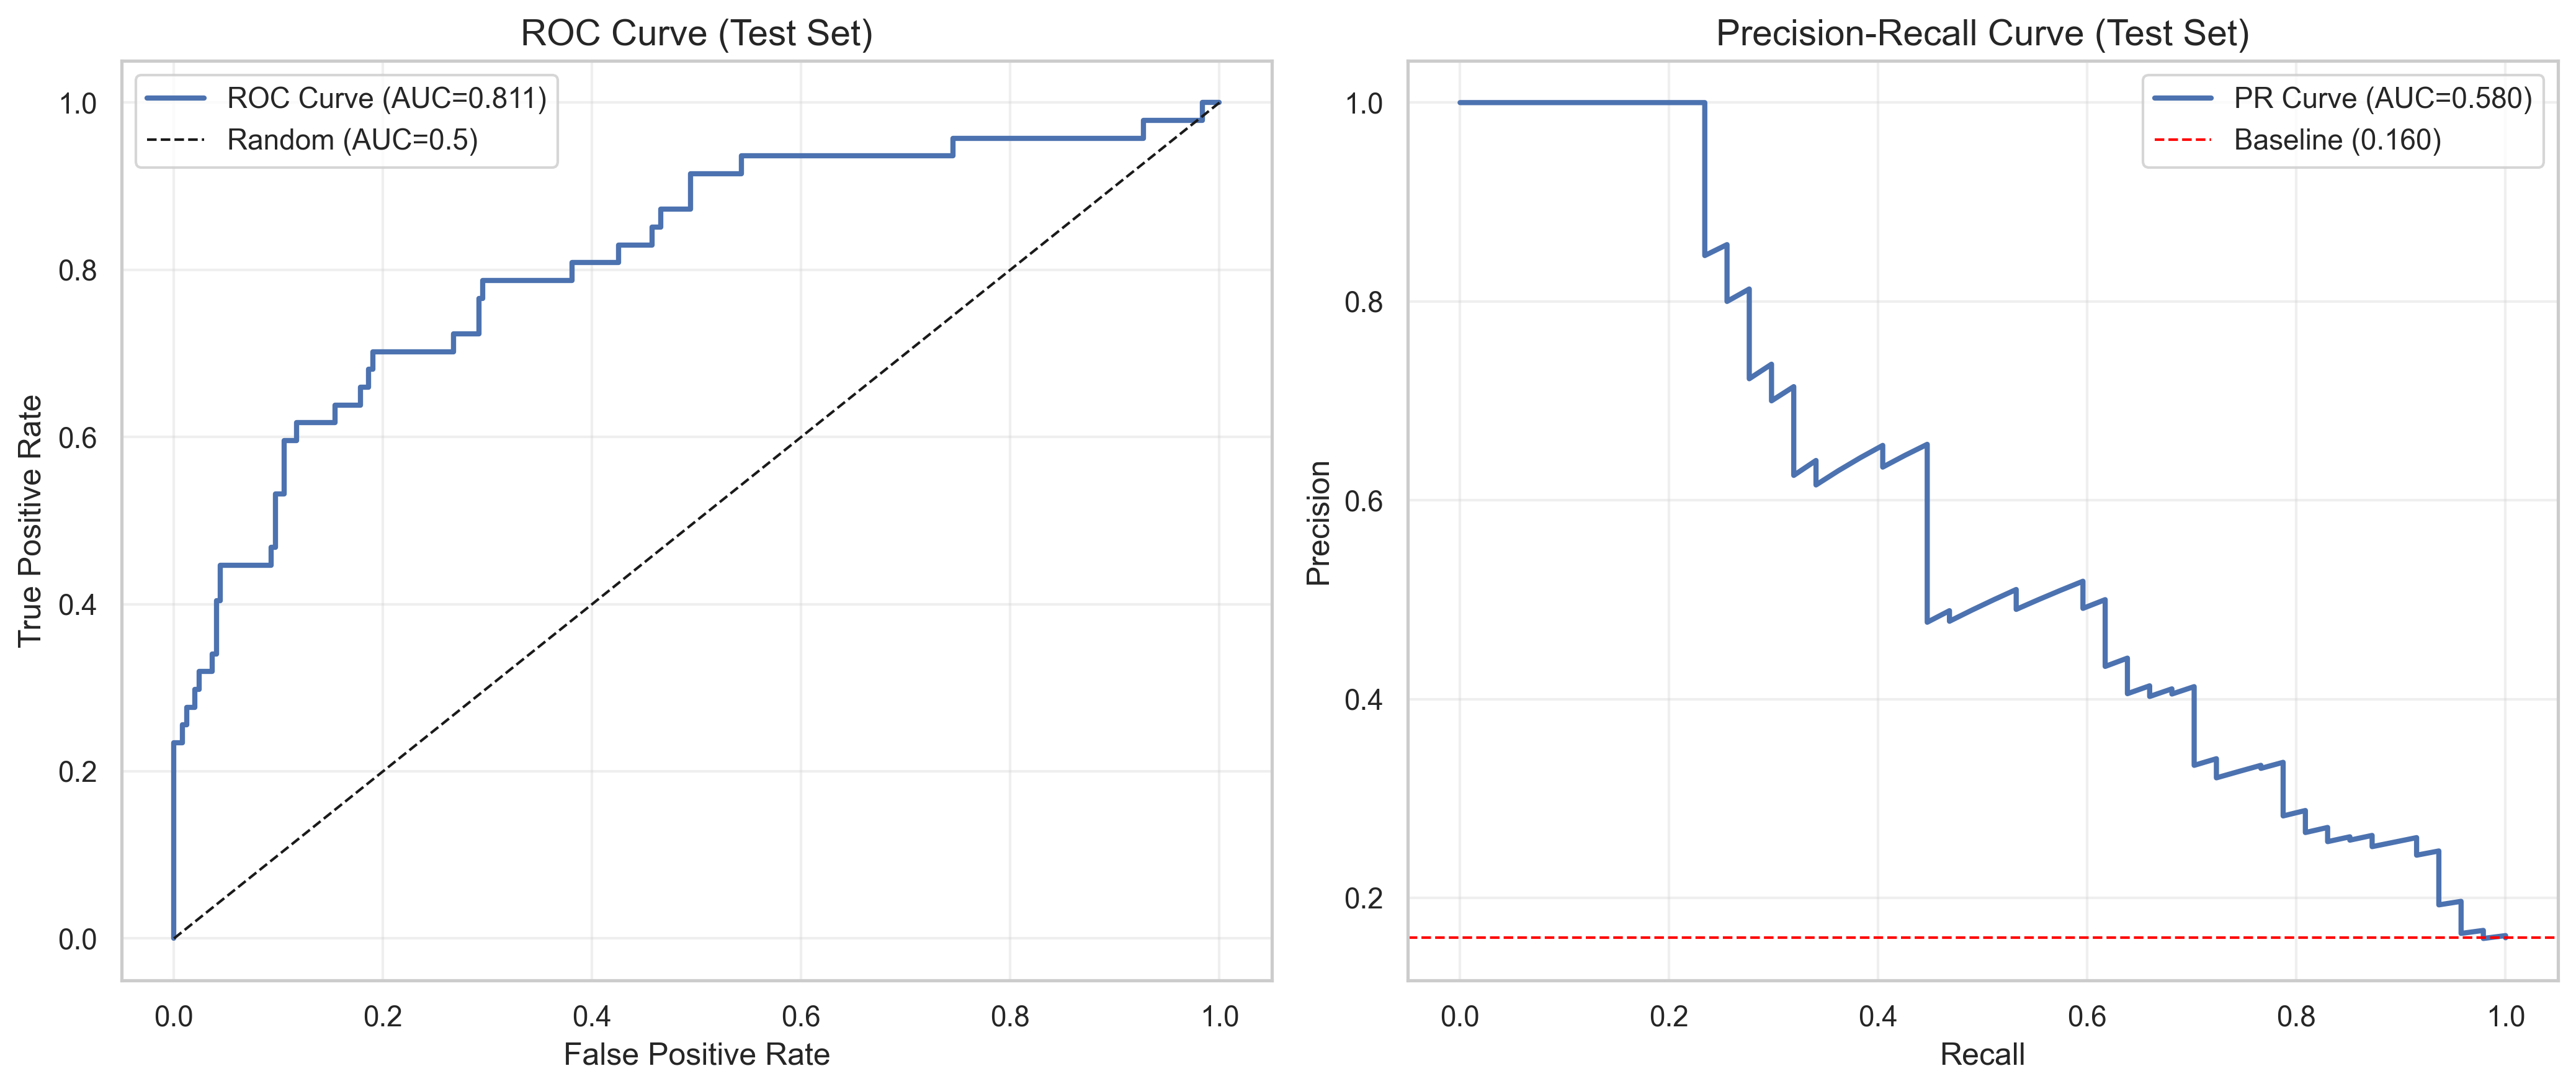 ROC Curve (Test Set)
ROC Curve (AUC=0.811)
Random (AUC=0.5)
True Positive Rate
1.0
0.8
0.6
0.4
0.2
0.0
0.0 0.2 0.4 0.6 0.8 1.0
False Positive Rate
Precision-Recall Curve (Test Set)
PR Curve (AUC=0.580)
Baseline (0.160)
Precision
1.0
0.8
0.6
0.4
0.2
0.0 0.2 0.4 0.6 0.8 1.0
Recall